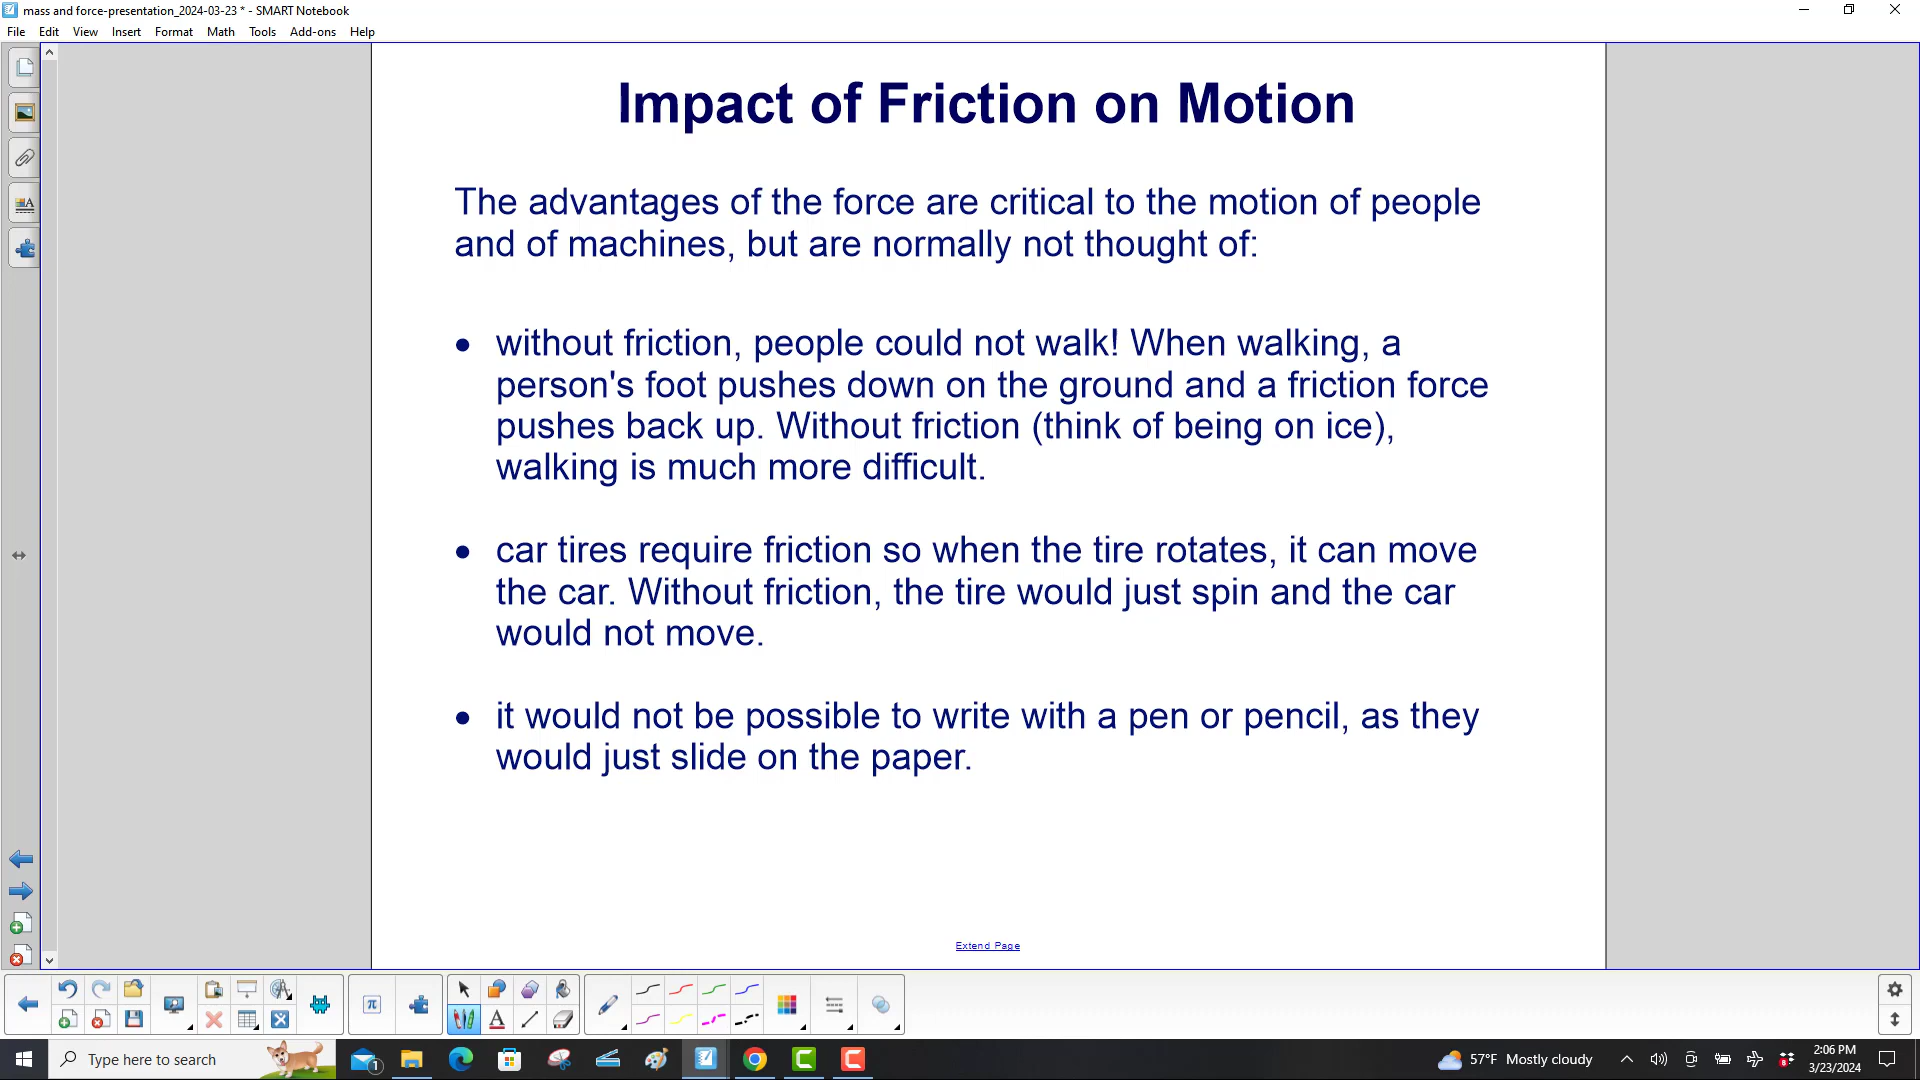 mass and force-presentation_2024-03-23 * - SMART Notebook
File Edit View Insert Format Math Tools Add-ons Help
Impact of Friction on Motion
The advantages of the force are critical to the motion of people
and of machines, but are normally not thought of:
• without friction, people could not walk! When walking, a
person's foot pushes down on the ground and a friction force
pushes back up. Without friction (think of being on ice),
walking is much more difficult.
• car tires require friction so when the tire rotates, it can move
the car. Without friction, the tire would just spin and the car
would not move.
• it would not be possible to write with a pen or pencil, as they
would just slide on the paper.
Extend Page
Type here to search
1
57°F Mostly cloudy
2:06 PM
3/23/2024